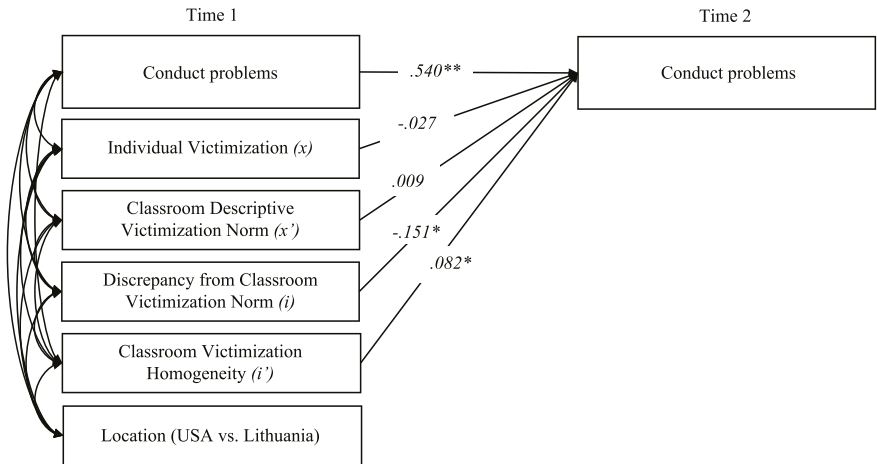 Time 1
Time 2
Conduct problems
.540**
Conduct problems
-.027
Individual Victimization (x)
Classroom Descriptive
Victimization Norm (x’)
.009
-.151*
Discrepancy from Classroom
Victimization Norm (i)
.082*
Classroom Victimization
Homogeneity (i’)
Location (USA vs. Lithuania)